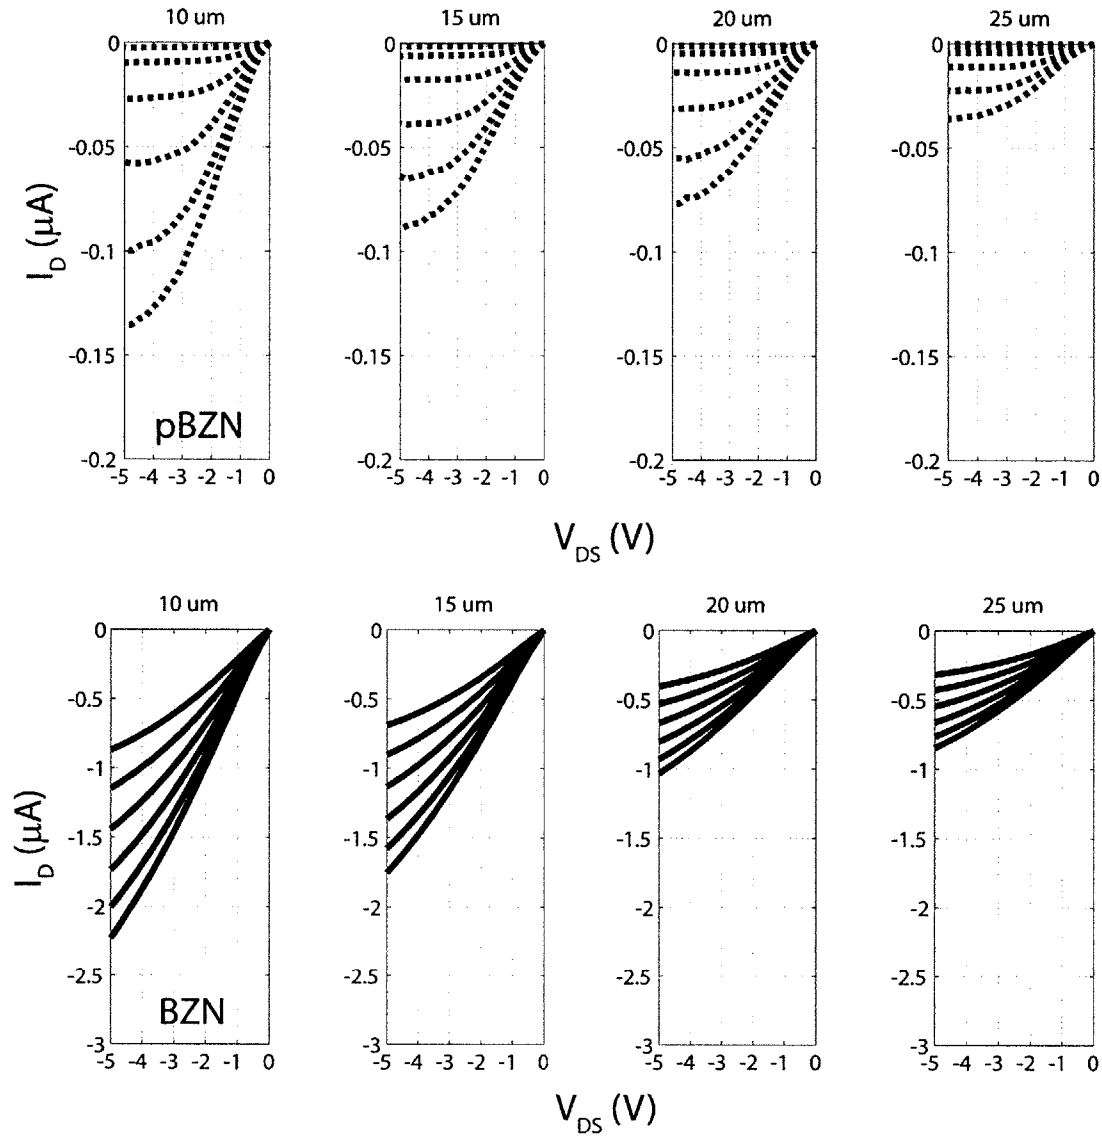 10 um 15 um 20 um 25 um
0 0 0 0
-0.05 -0.05 -0.05 -0.05
-0.1 -0.1 -0.1 -0.1
-0.15 -0.15 -0.15 -0.15
-0.2 -0.2 -0.2 -0.2
I_D (μA)
pBZN
-5 -4 -3 -2 -1 0 -5 -4 -3 -2 -1 0 -5 -4 -3 -2 -1 0 -5 -4 -3 -2 -1 0
V_DS (V)
10 um 15 um 20 um 25 um
0 0 0 0
-0.5 -0.5 -0.5 -0.5
-1 -1 -1 -1
-1.5 -1.5 -1.5 -1.5
-2 -2 -2 -2
-2.5 -2.5 -2.5 -2.5
-3 -3 -3 -3
I_D (μA)
BZN
-5 -4 -3 -2 -1 0 -5 -4 -3 -2 -1 0 -5 -4 -3 -2 -1 0 -5 -4 -3 -2 -1 0
V_DS (V)